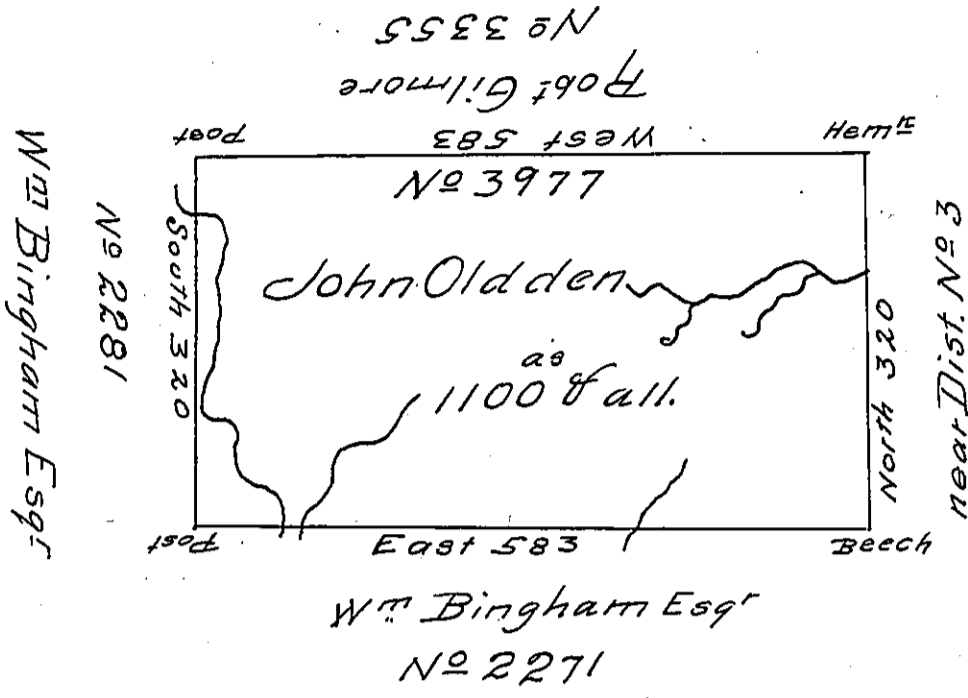 Nº 3355
Robt Gilmore
West 583
Post
Hemk
Nº 3977
Wm Bingham Esqr
Nº 2281
South 320
John Oldden
1100 as & all.
North 320
near Dist. Nº 3
Post
East 583
Beech
Wm Bingham Esqr
Nº 2271